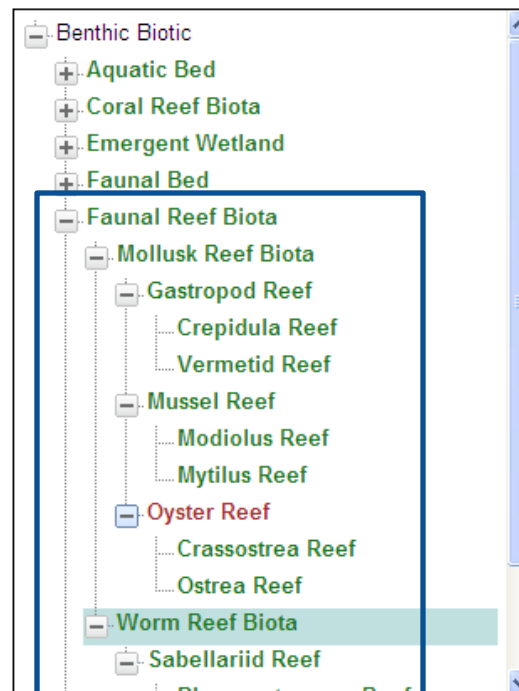 Benthic Biotic
Aquatic Bed
Coral Reef Biota
Emergent Wetland
Faunal Bed
Faunal Reef Biota
Mollusk Reef Biota
Gastropod Reef
Crepidula Reef
Vermetid Reef
Mussel Reef
Modiolus Reef
Mytilus Reef
Oyster Reef
Crassostrea Reef
Ostrea Reef
Worm Reef Biota
Sabellariid Reef
Reef